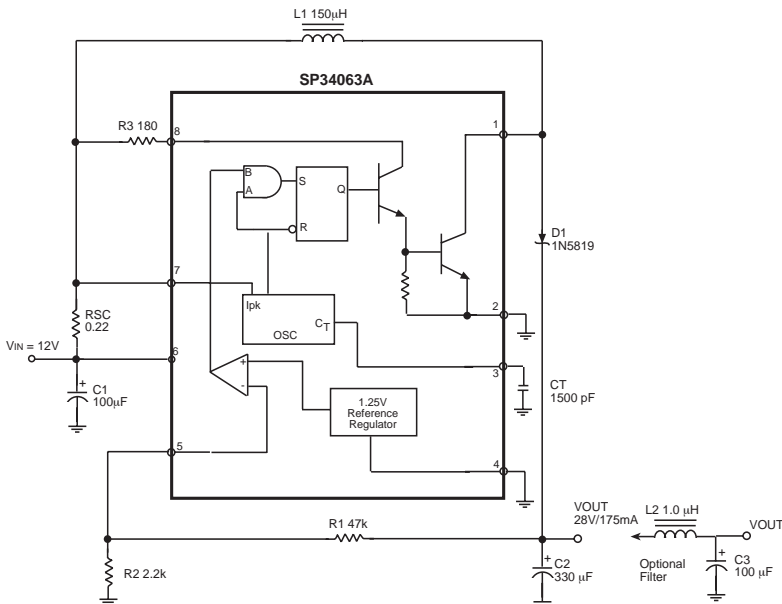 L1 150μH
SP34063A
R3 180
8
1
B
A
S
Q
R
D1
1N5819
7
2
Ipk
CT
OSC
RSC
0.22
VIN = 12V
6
3
+
C1
100μF
+
-
1.25V
Reference
Regulator
CT
1500 pF
5
4
R1 47k
VOUT
28V/175mA
L2 1.0 μH
VOUT
R2 2.2k
+
C2
330 μF
Optional
Filter
+
C3
100 μF